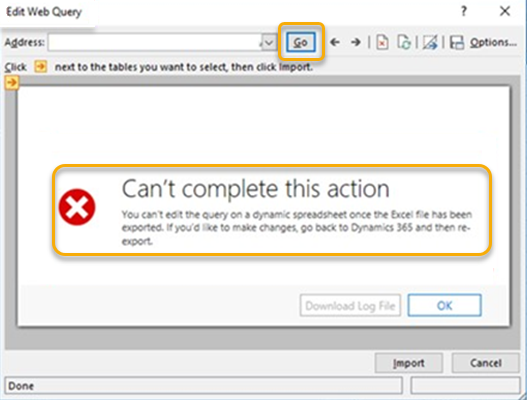 Edit Web Query
?
Address:
Go
Options...
Click next to the tables you want to select, then click Import.
Can't complete this action
You can't edit the query on a dynamic spreadsheet once the Excel file has been
exported. If you'd like to make changes, go back to Dynamics 365 and then re-
export.
Download Log File
OK
Import
Cancel
Done